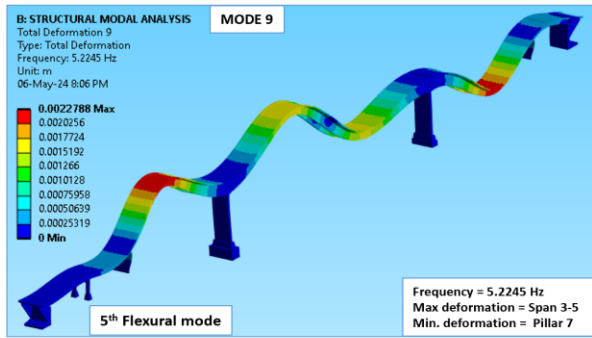 B: STRUCTURAL MODAL ANALYSIS
Total Deformation 9
Type: Total Deformation
Frequency: 5.2245 Hz
Unit: m
06-May-24 8:06 PM
MODE 9
0.0022788 Max
0.0020256
0.0017724
0.0015192
0.001266
0.0010128
0.00075958
0.00050639
0.00025319
0 Min
5th Flexural mode
Frequency = 5.2245 Hz
Max deformation = Span 3-5
Min. deformation = Pillar 7